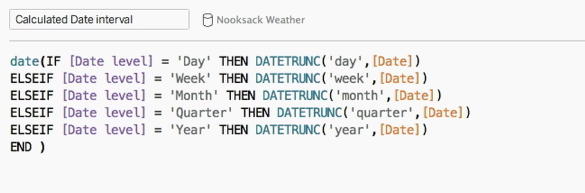 Calculated Date interval
Nooksack Weather
date(IF [Date level] = 'Day' THEN DATETRUNC('day',[Date])
ELSEIF [Date level] = 'Week' THEN DATETRUNC('week',[Date])
ELSEIF [Date level] = 'Month' THEN DATETRUNC('month',[Date])
ELSEIF [Date level] = 'Quarter' THEN DATETRUNC('quarter',[Date])
ELSEIF [Date level] = 'Year' THEN DATETRUNC('year',[Date])
END )